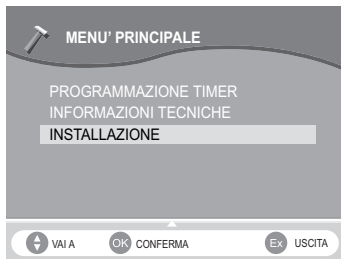 MENU' PRINCIPALE
PROGRAMMAZIONE TIMER
INFORMAZIONI TECNICHE
INSTALLAZIONE
VAI A OK CONFERMA Ex USCITA